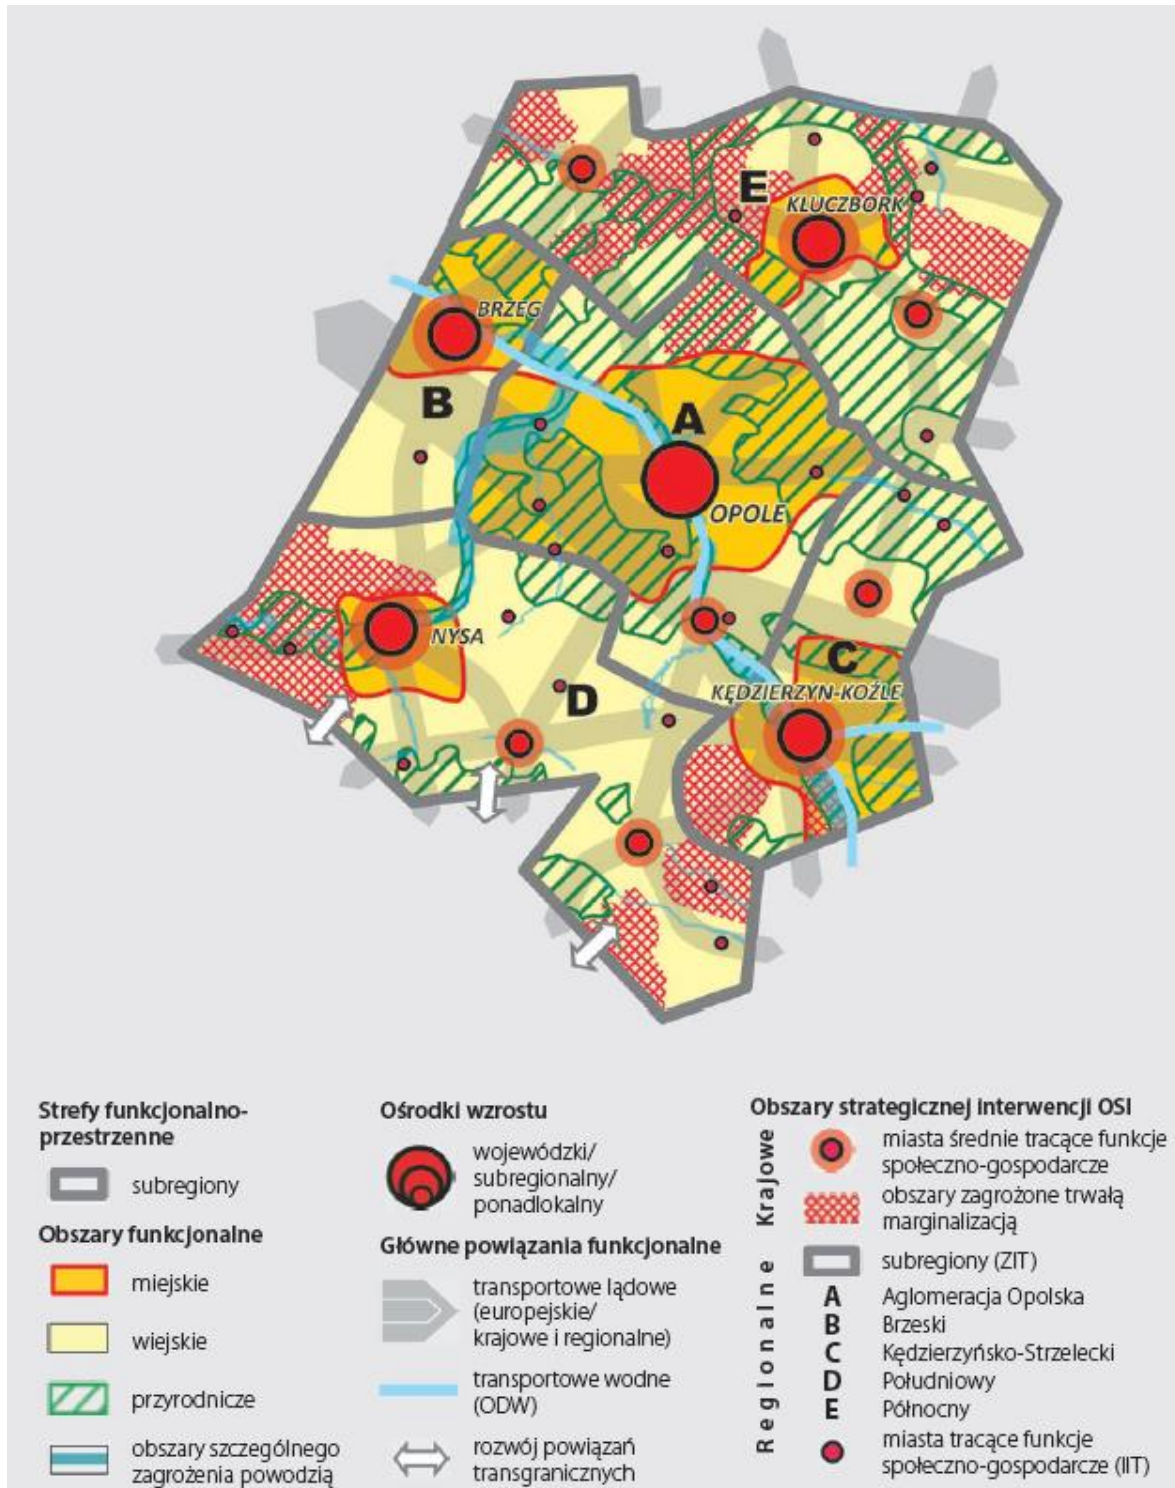 E
KLUCZBORK
BRZEG
B
A
OPOLE
NYSA
C
D
KĘDZIERZYN-KOŹLE
Strefy funkcjonalno-
przestrzenne
subregiony
Obszary funkcjonalne
miejskie
wiejskie
przyrodnicze
obszary szczególnego
zagrożenia powodzią
Ośrodki wzrostu
wojewódzki/
subregionalny/
ponadlokalny
Główne powiązania funkcjonalne
transportowe lądowe
(europejskie/
krajowe i regionalne)
transportowe wodne
(ODW)
rozwój powiązań
transgranicznych
Obszary strategicznej interwencji OSI
Krajowe
miasta średnie tracące funkcje
społeczno-gospodarcze
obszary zagrożone trwałą
marginalizacją
Regionalne
subregiony (ZIT)
A Aglomeracja Opolska
B Brzeski
C Kędzierzyńsko-Strzelecki
D Południowy
E Północny
miasta tracące funkcje
społeczno-gospodarcze (IIT)